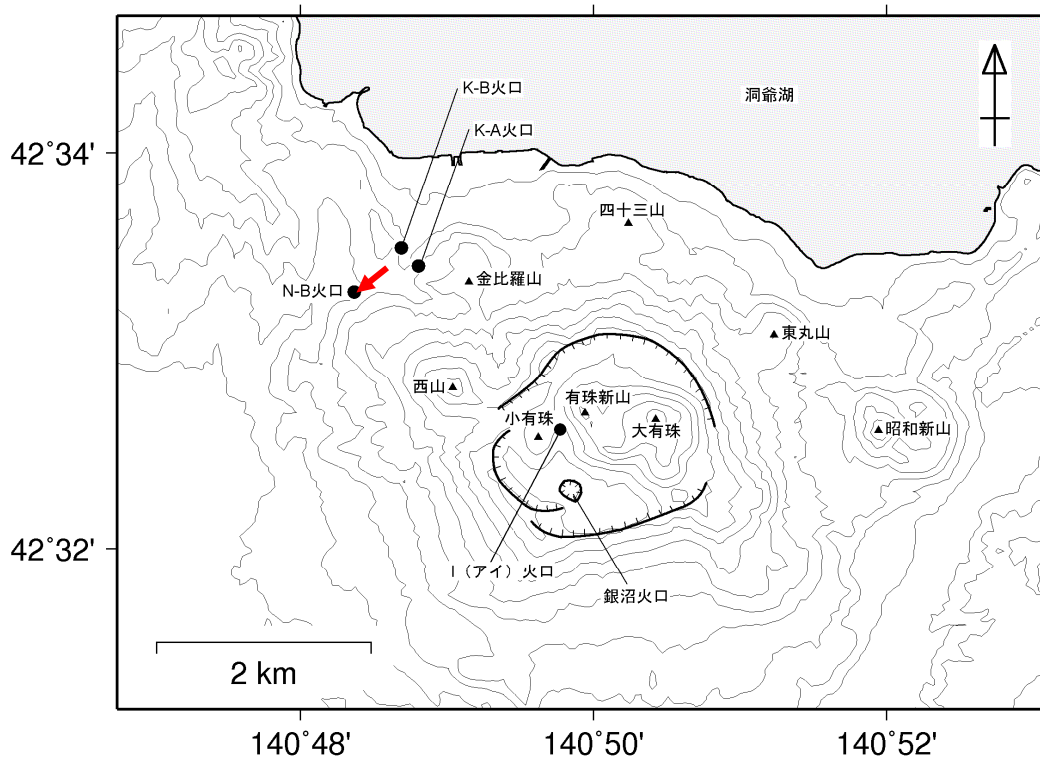 K-B火口
洞爺湖
K-A火口
42˚34'
四十三山
金比羅山
N-B火口
東丸山
西山
有珠新山
小有珠
大有珠
昭和新山
42˚32'
I（アイ）火口
銀沼火口
2 km
140˚48'
140˚50'
140˚52'